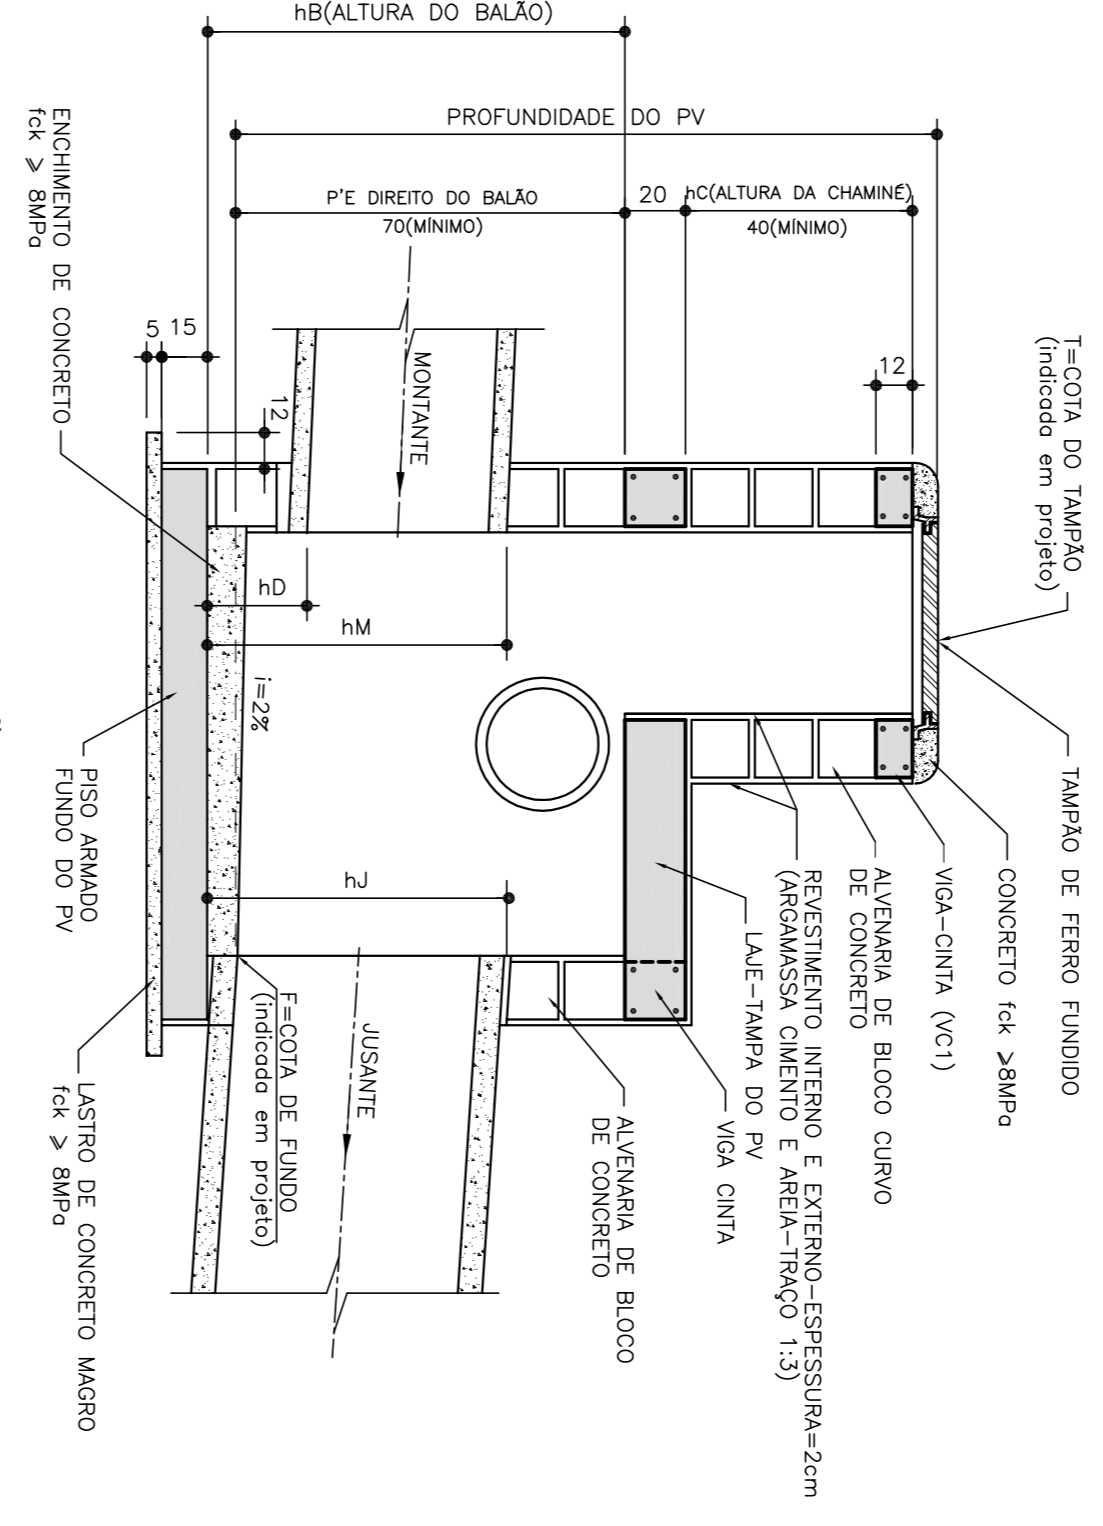 hB(ALTURA DO BALÃO)
PROFUNDIDADE DO PV
P'E DIREITO DO BALÃO
70(MÍNIMO)
20
hC(ALTURA DA CHAMINÉ)
40(MÍNIMO)
ENCHIMENTO DE CONCRETO
fck ⩾ 8MPa
5
15
12
12
T=COTA DO TAMPÃO
(indicada em projeto)
MONTANTE
hD
hM
i=2%
hJ
JUSANTE
F=COTA DE FUNDO
(indicada em projeto)
PISO ARMADO
FUNDO DO PV
LASTRO DE CONCRETO MAGRO
fck ⩾ 8MPa
TAMPÃO DE FERRO FUNDIDO
CONCRETO fck ⩾8MPa
VIGA-CINTA (VC1)
ALVENARIA DE BLOCO CURVO
DE CONCRETO
REVESTIMENTO INTERNO E EXTERNO-ESPESSURA=2cm
(ARGAMASSA CIMENTO E AREIA-TRAÇO 1:3)
LAJE-TAMPA DO PV
VIGA CINTA
ALVENARIA DE BLOCO
DE CONCRETO